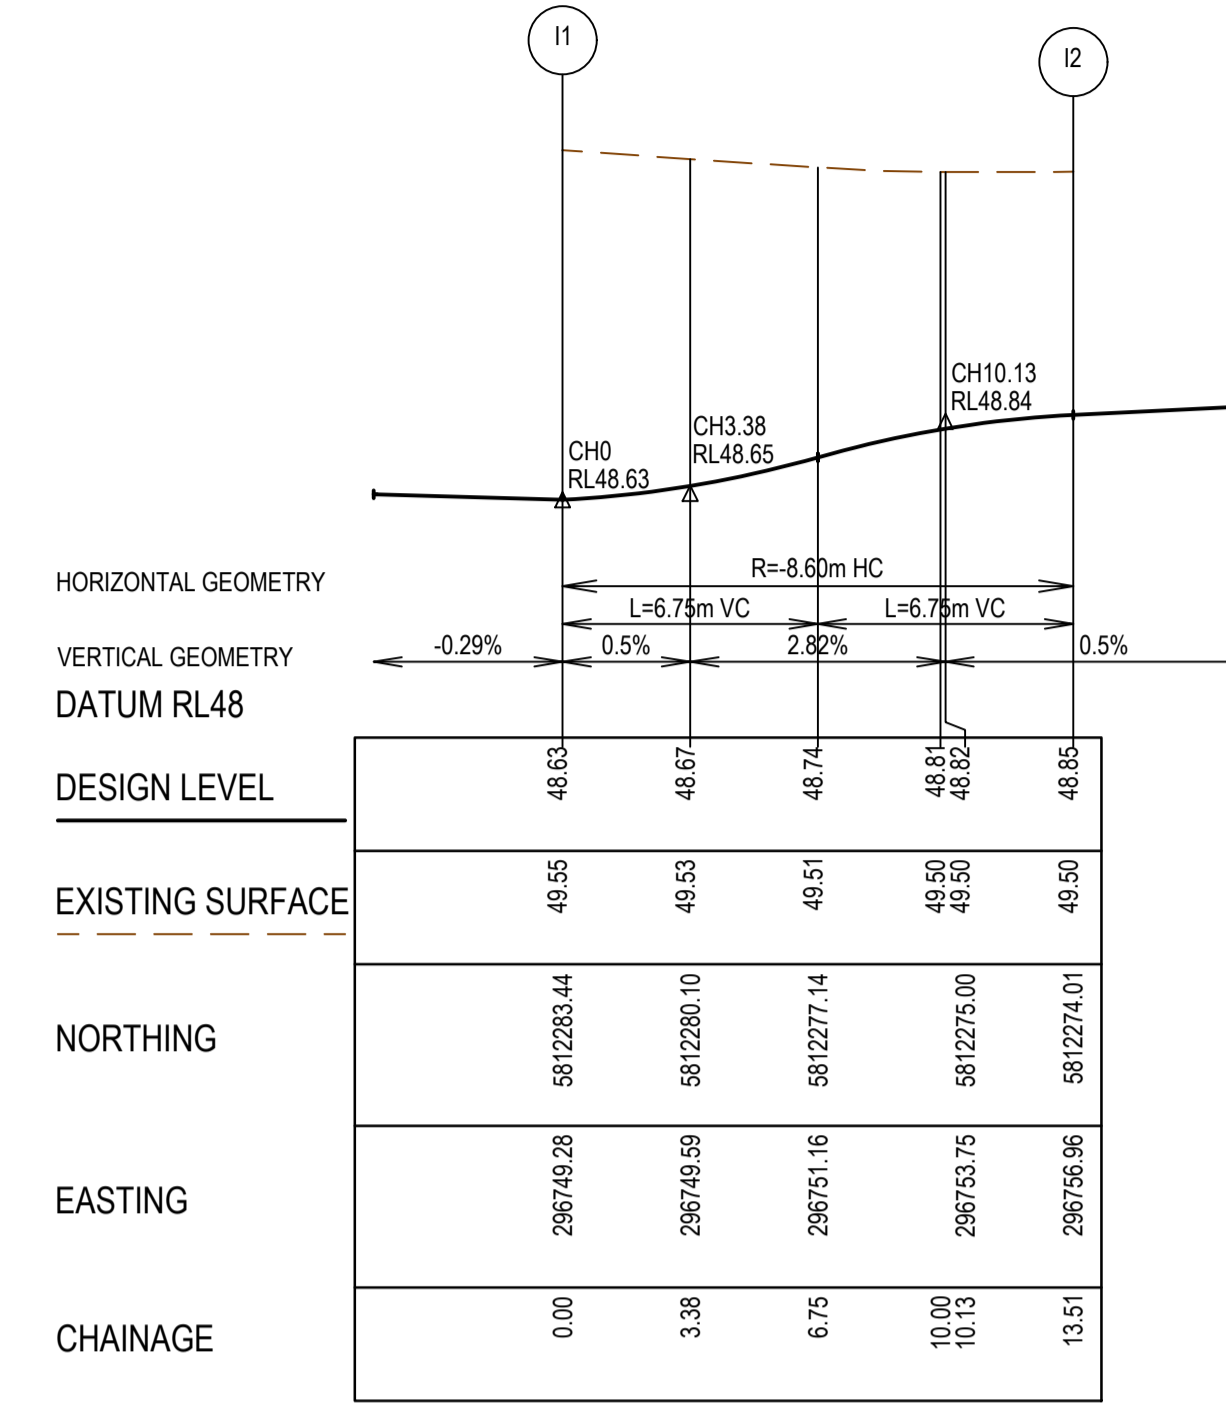 I1
I2
CH10.13
RL48.84
CH3.38
RL48.65
CH0
RL48.63
HORIZONTAL GEOMETRY
R=-8.60m HC
L=6.75m VC L=6.75m VC
VERTICAL GEOMETRY -0.29% 0.5% 2.82% 0.5%
DATUM RL48
DESIGN LEVEL 48.63 48.67 48.74 48.81 48.82 48.85
EXISTING SURFACE 49.55 49.53 49.51 49.50 49.50 49.50
NORTHING 5812283.44 5812280.10 5812277.14 5812275.00 5812274.01
EASTING 296749.28 296749.59 296751.16 296753.75 296756.96
CHAINAGE 0.00 3.38 6.75 10.00 10.13 13.51